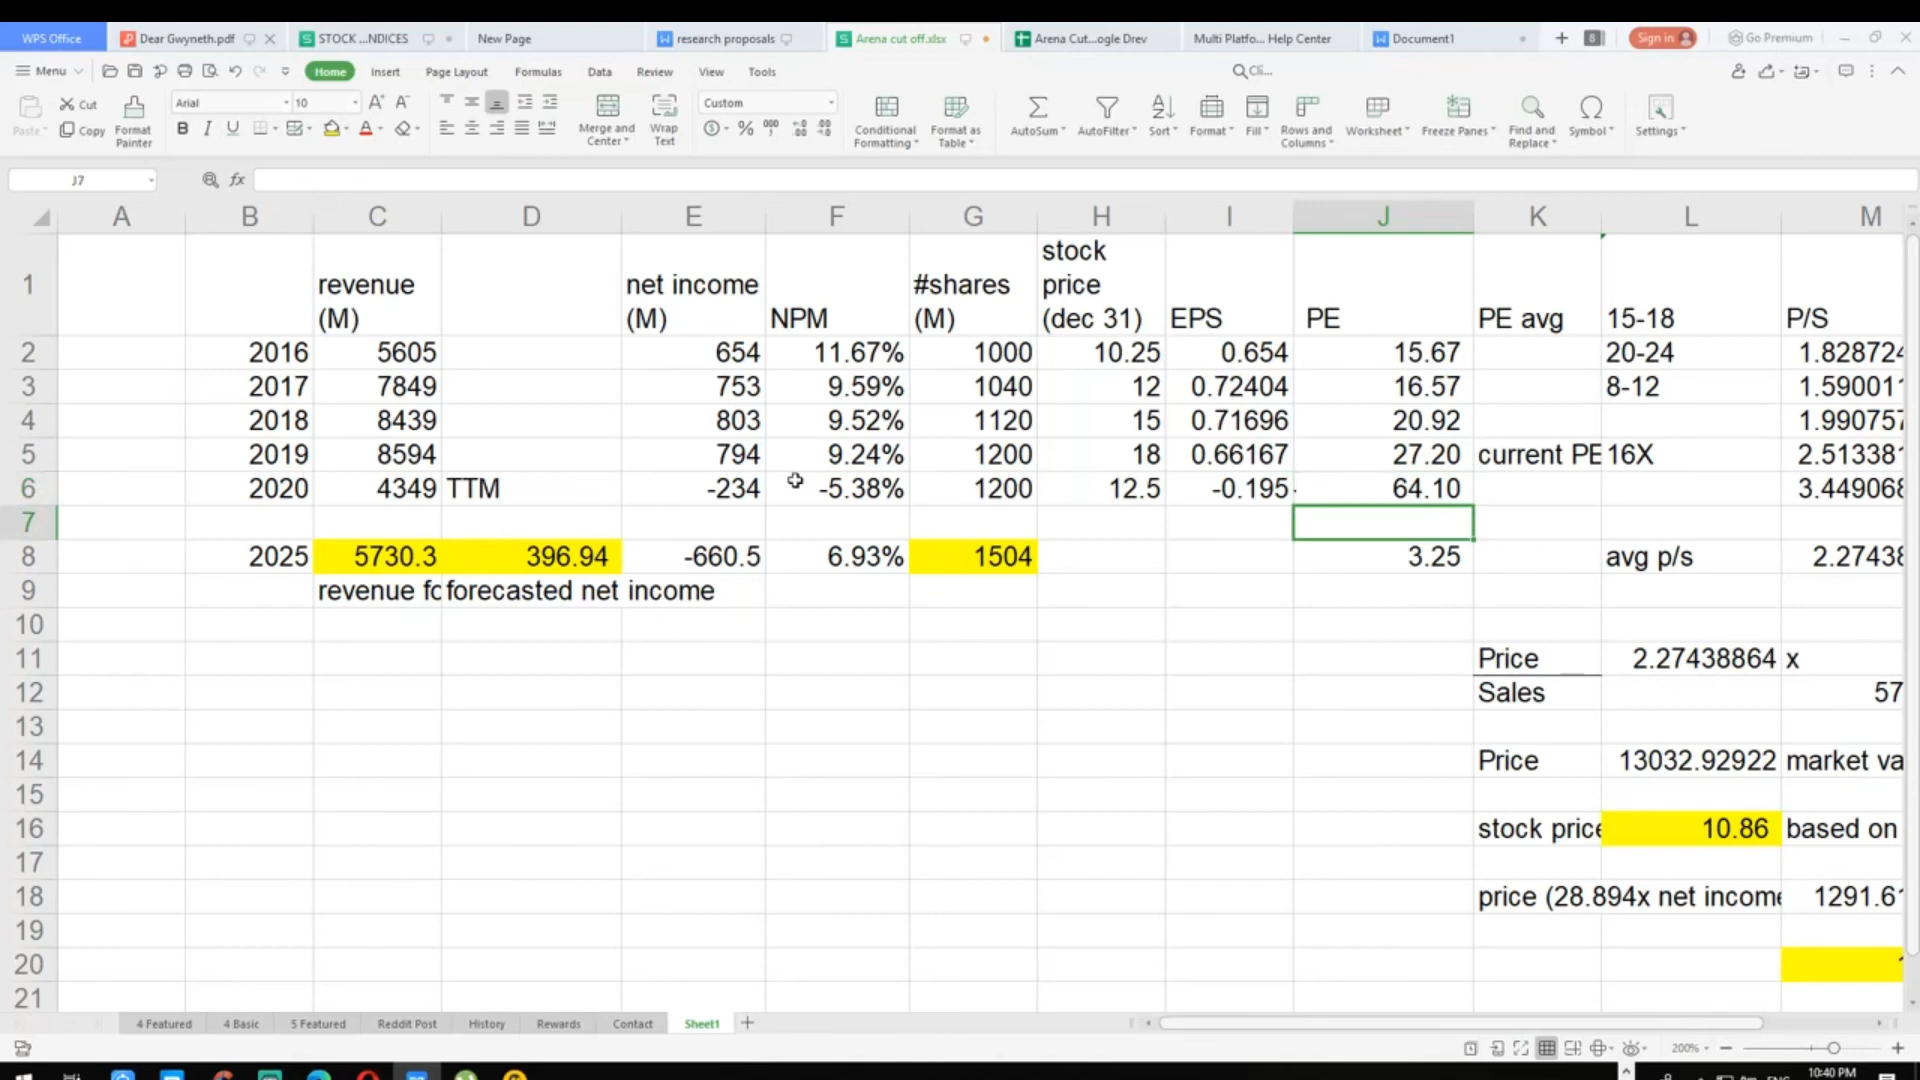 WPS Office Dear Gwyneth.pdf STOCK ...NDICES New Page research proposals Arena cut off.xlsx Arena Cut...ogle Drev Multi Platfo... Help Center Document1 8 Sign in Go Premium
Menu Home Insert Page Layout Formulas Data Review View Tools Cli...
Paste Cut Copy Format Painter Arial 10 Merge and Center Wrap Text Custom Conditional Formatting Format as Table AutoSum AutoFilter Sort Format Fill Rows and Columns Worksheet Freeze Panes Find and Replace Symbol Settings
J7 fx
A B C D E F G H I J K L M
1 revenue (M) net income (M) NPM #shares (M) stock price (dec 31) EPS PE PE avg 15-18 P/S
2 2016 5605 654 11.67% 1000 10.25 0.654 15.67 20-24 1.828724
3 2017 7849 753 9.59% 1040 12 0.72404 16.57 8-12 1.59001
4 2018 8439 803 9.52% 1120 15 0.71696 20.92 1.990757
5 2019 8594 794 9.24% 1200 18 0.66167 27.20 current PE 16X 2.51338
6 2020 4349 TTM -234 -5.38% 1200 12.5 -0.195 - 64.10 3.449068
7
8 2025 5730.3 396.94 -660.5 6.93% 1504 3.25 avg p/s 2.27438
9 revenue fo forecasted net income
10
11 Price 2.27438864 x
12 Sales 57
13
14 Price 13032.92922 market va
15
16 stock price 10.86 based on
17
18 price (28.894x net income 1291.6
19
20
21
4 Featured 4 Basic 5 Featured Reddit Post History Rewards Contact Sheet1
200%
10:40 PM